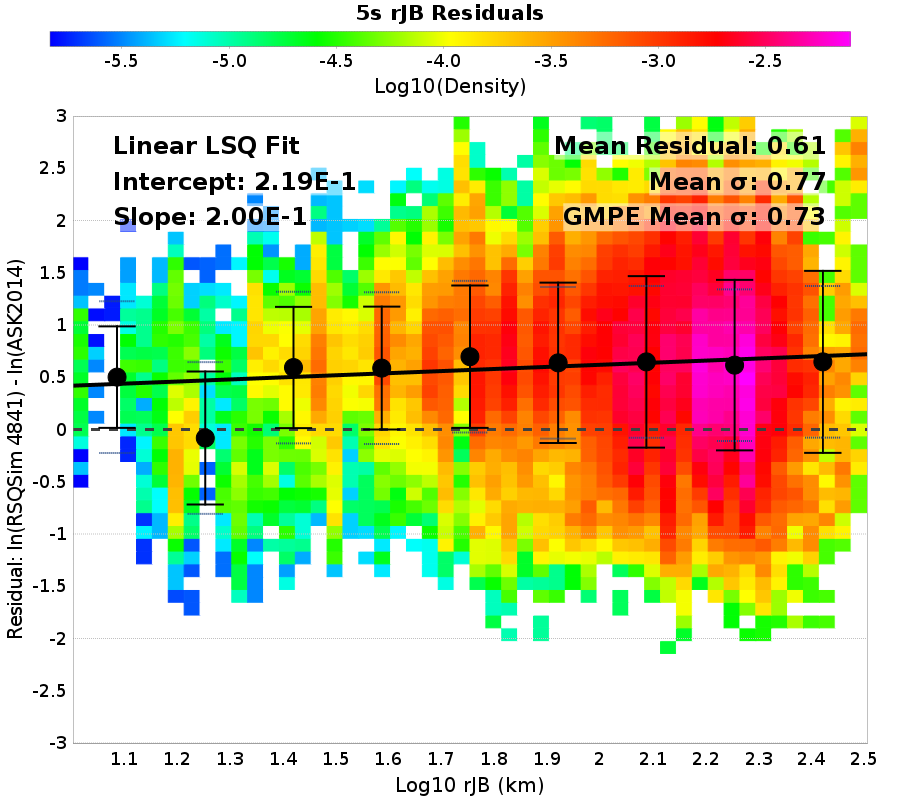 5s rJB Residuals
-5.5 -5.0 -4.5 -4.0 -3.5 -3.0 -2.5
Log10(Density)
Linear LSQ Fit
Intercept: 2.19E-1
Slope: 2.00E-1
Mean Residual: 0.61
Mean σ: 0.77
GMPE Mean σ: 0.73
Residual: ln(RSQSim 4841) - ln(ASK2014)
3
2.5
2
1.5
1
0.5
0
-0.5
-1
-1.5
-2
-2.5
-3
1.1 1.2 1.3 1.4 1.5 1.6 1.7 1.8 1.9 2 2.1 2.2 2.3 2.4 2.5
Log10 rJB (km)